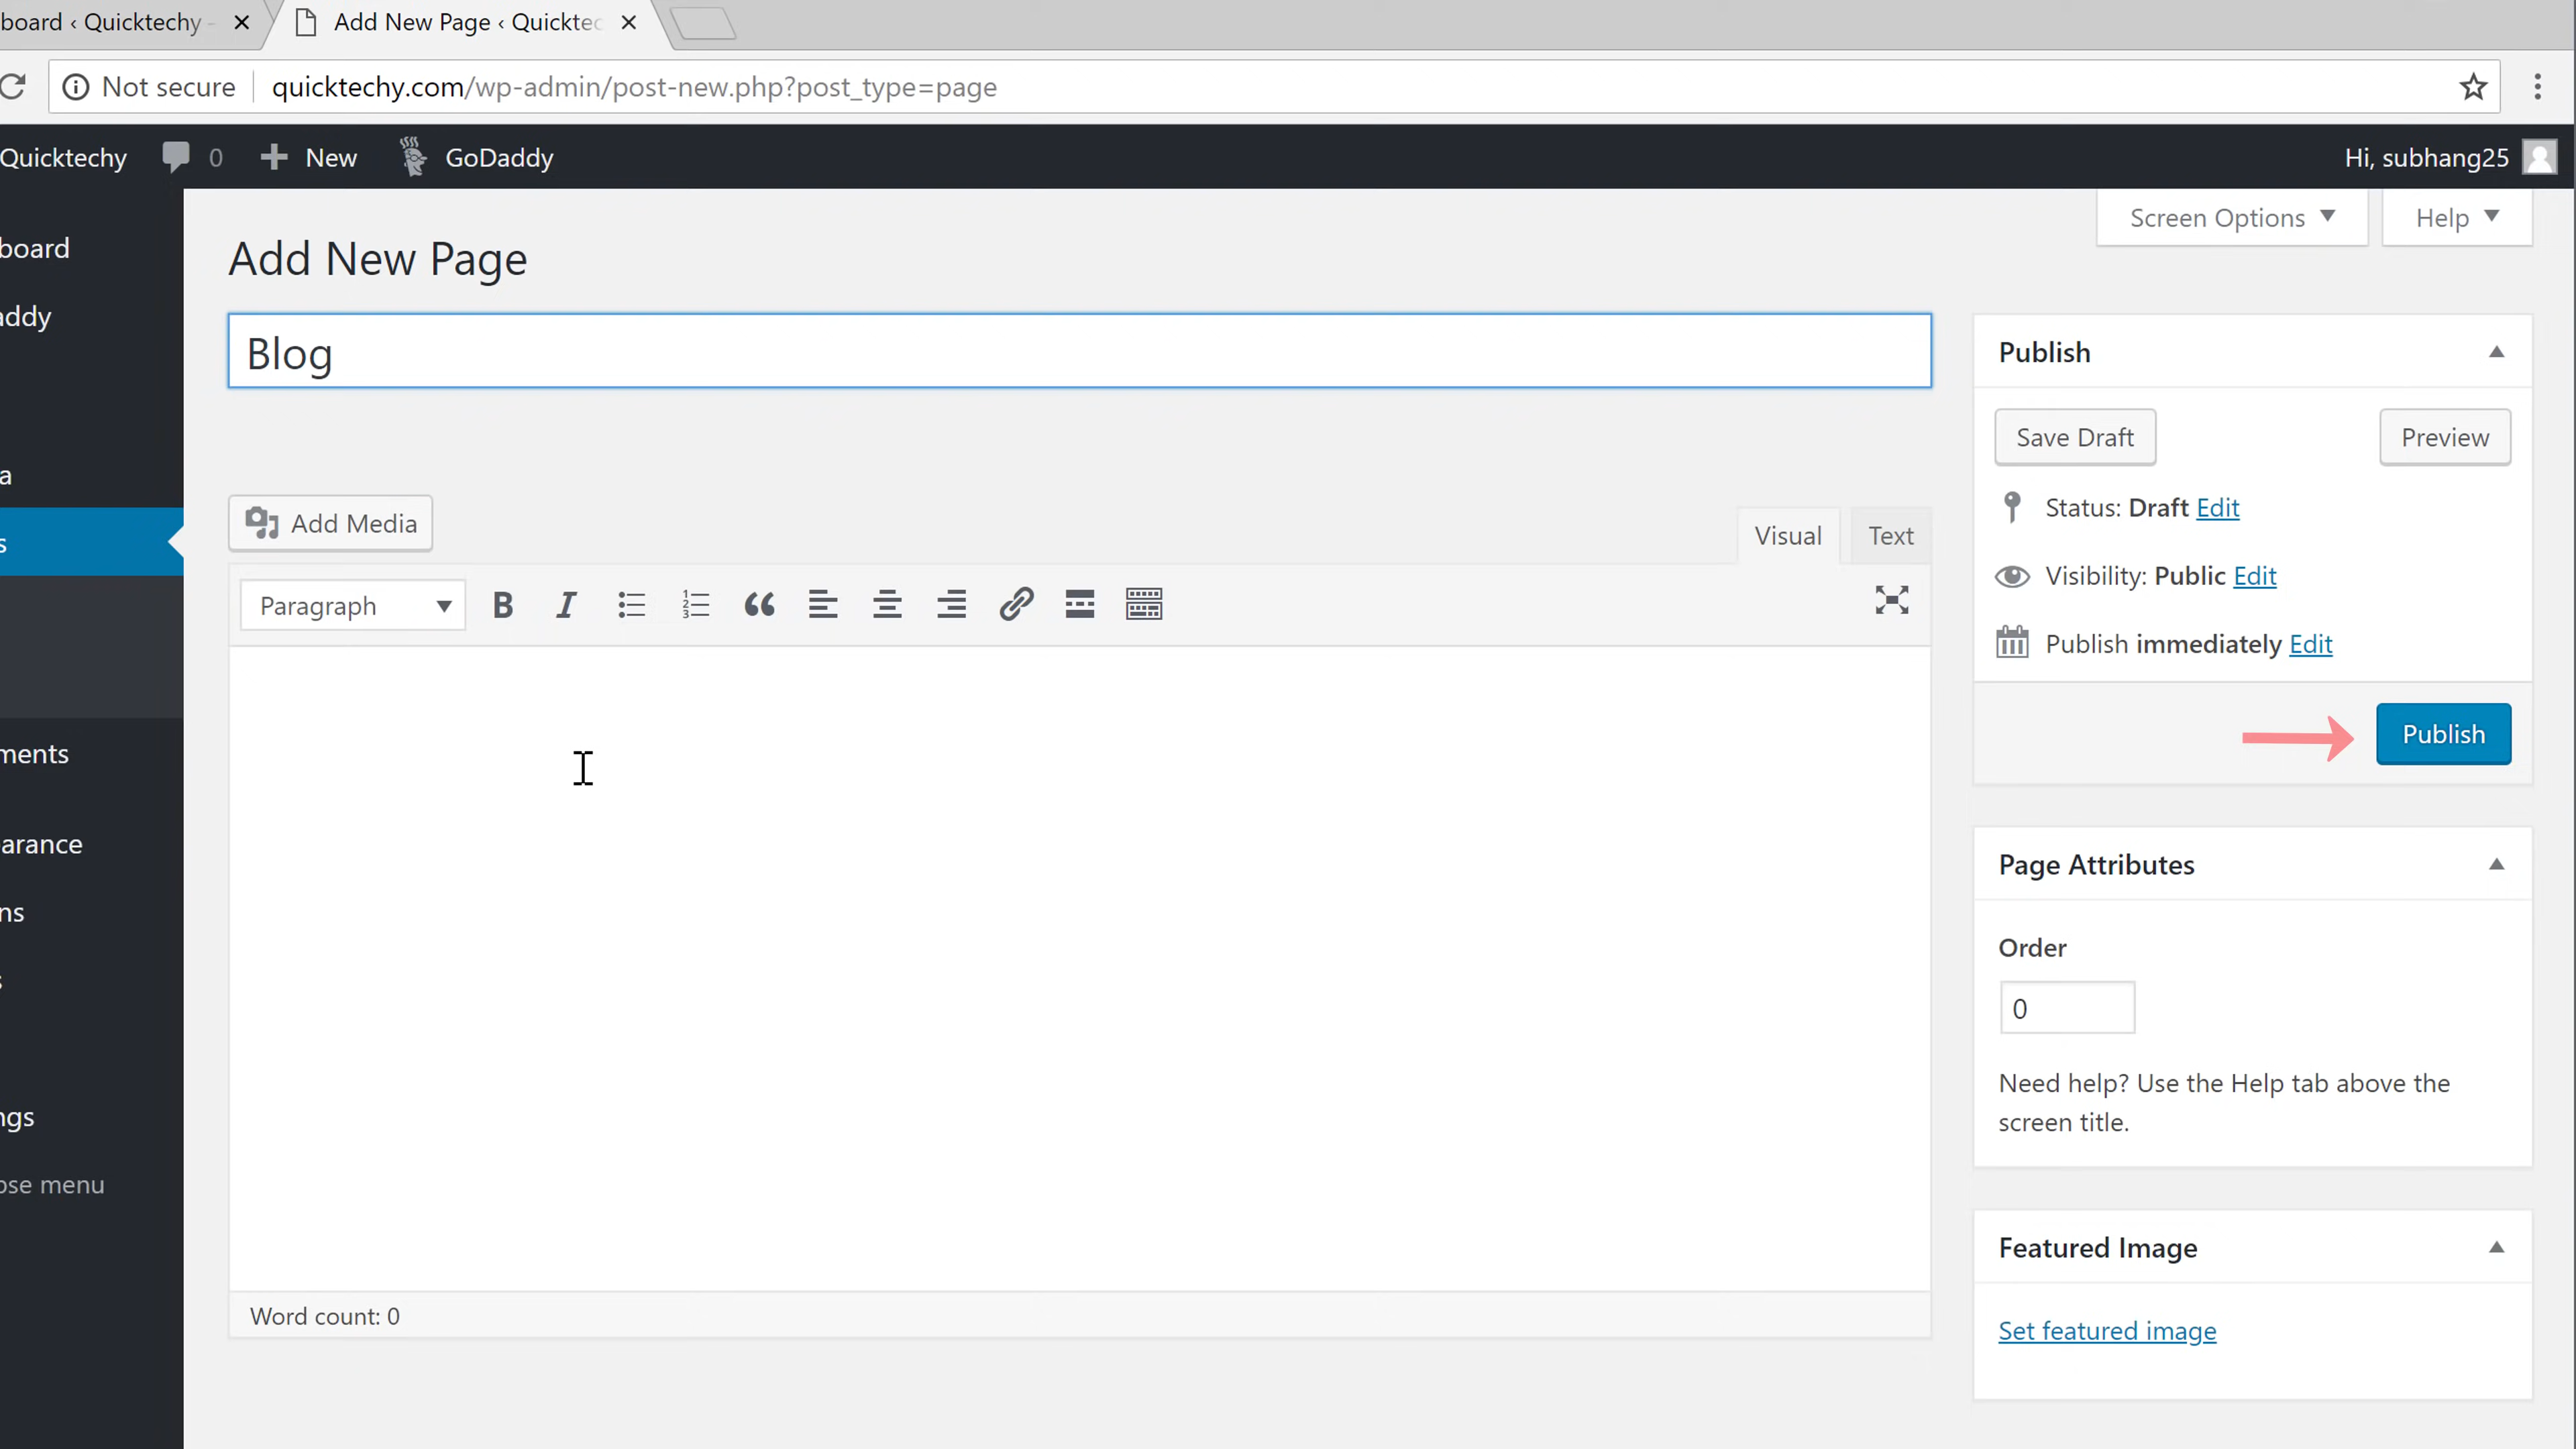 board ‹ Quicktechy -
Add New Page ‹ Quicktec
Not secure
quicktechy.com/wp-admin/post-new.php?post_type=page
Quicktechy
0
New
GoDaddy
Hi, subhang25
board
addy
a
s
ments
arance
ns
s
ngs
pse menu
Screen Options
Help
Add New Page
Blog
Add Media
Visual
Text
Paragraph
B
I
Word count: 0
Publish
Save Draft
Preview
Status: Draft Edit
Visibility: Public Edit
Publish immediately Edit
Publish
Page Attributes
Order
0
Need help? Use the Help tab above the
screen title.
Featured Image
Set featured image